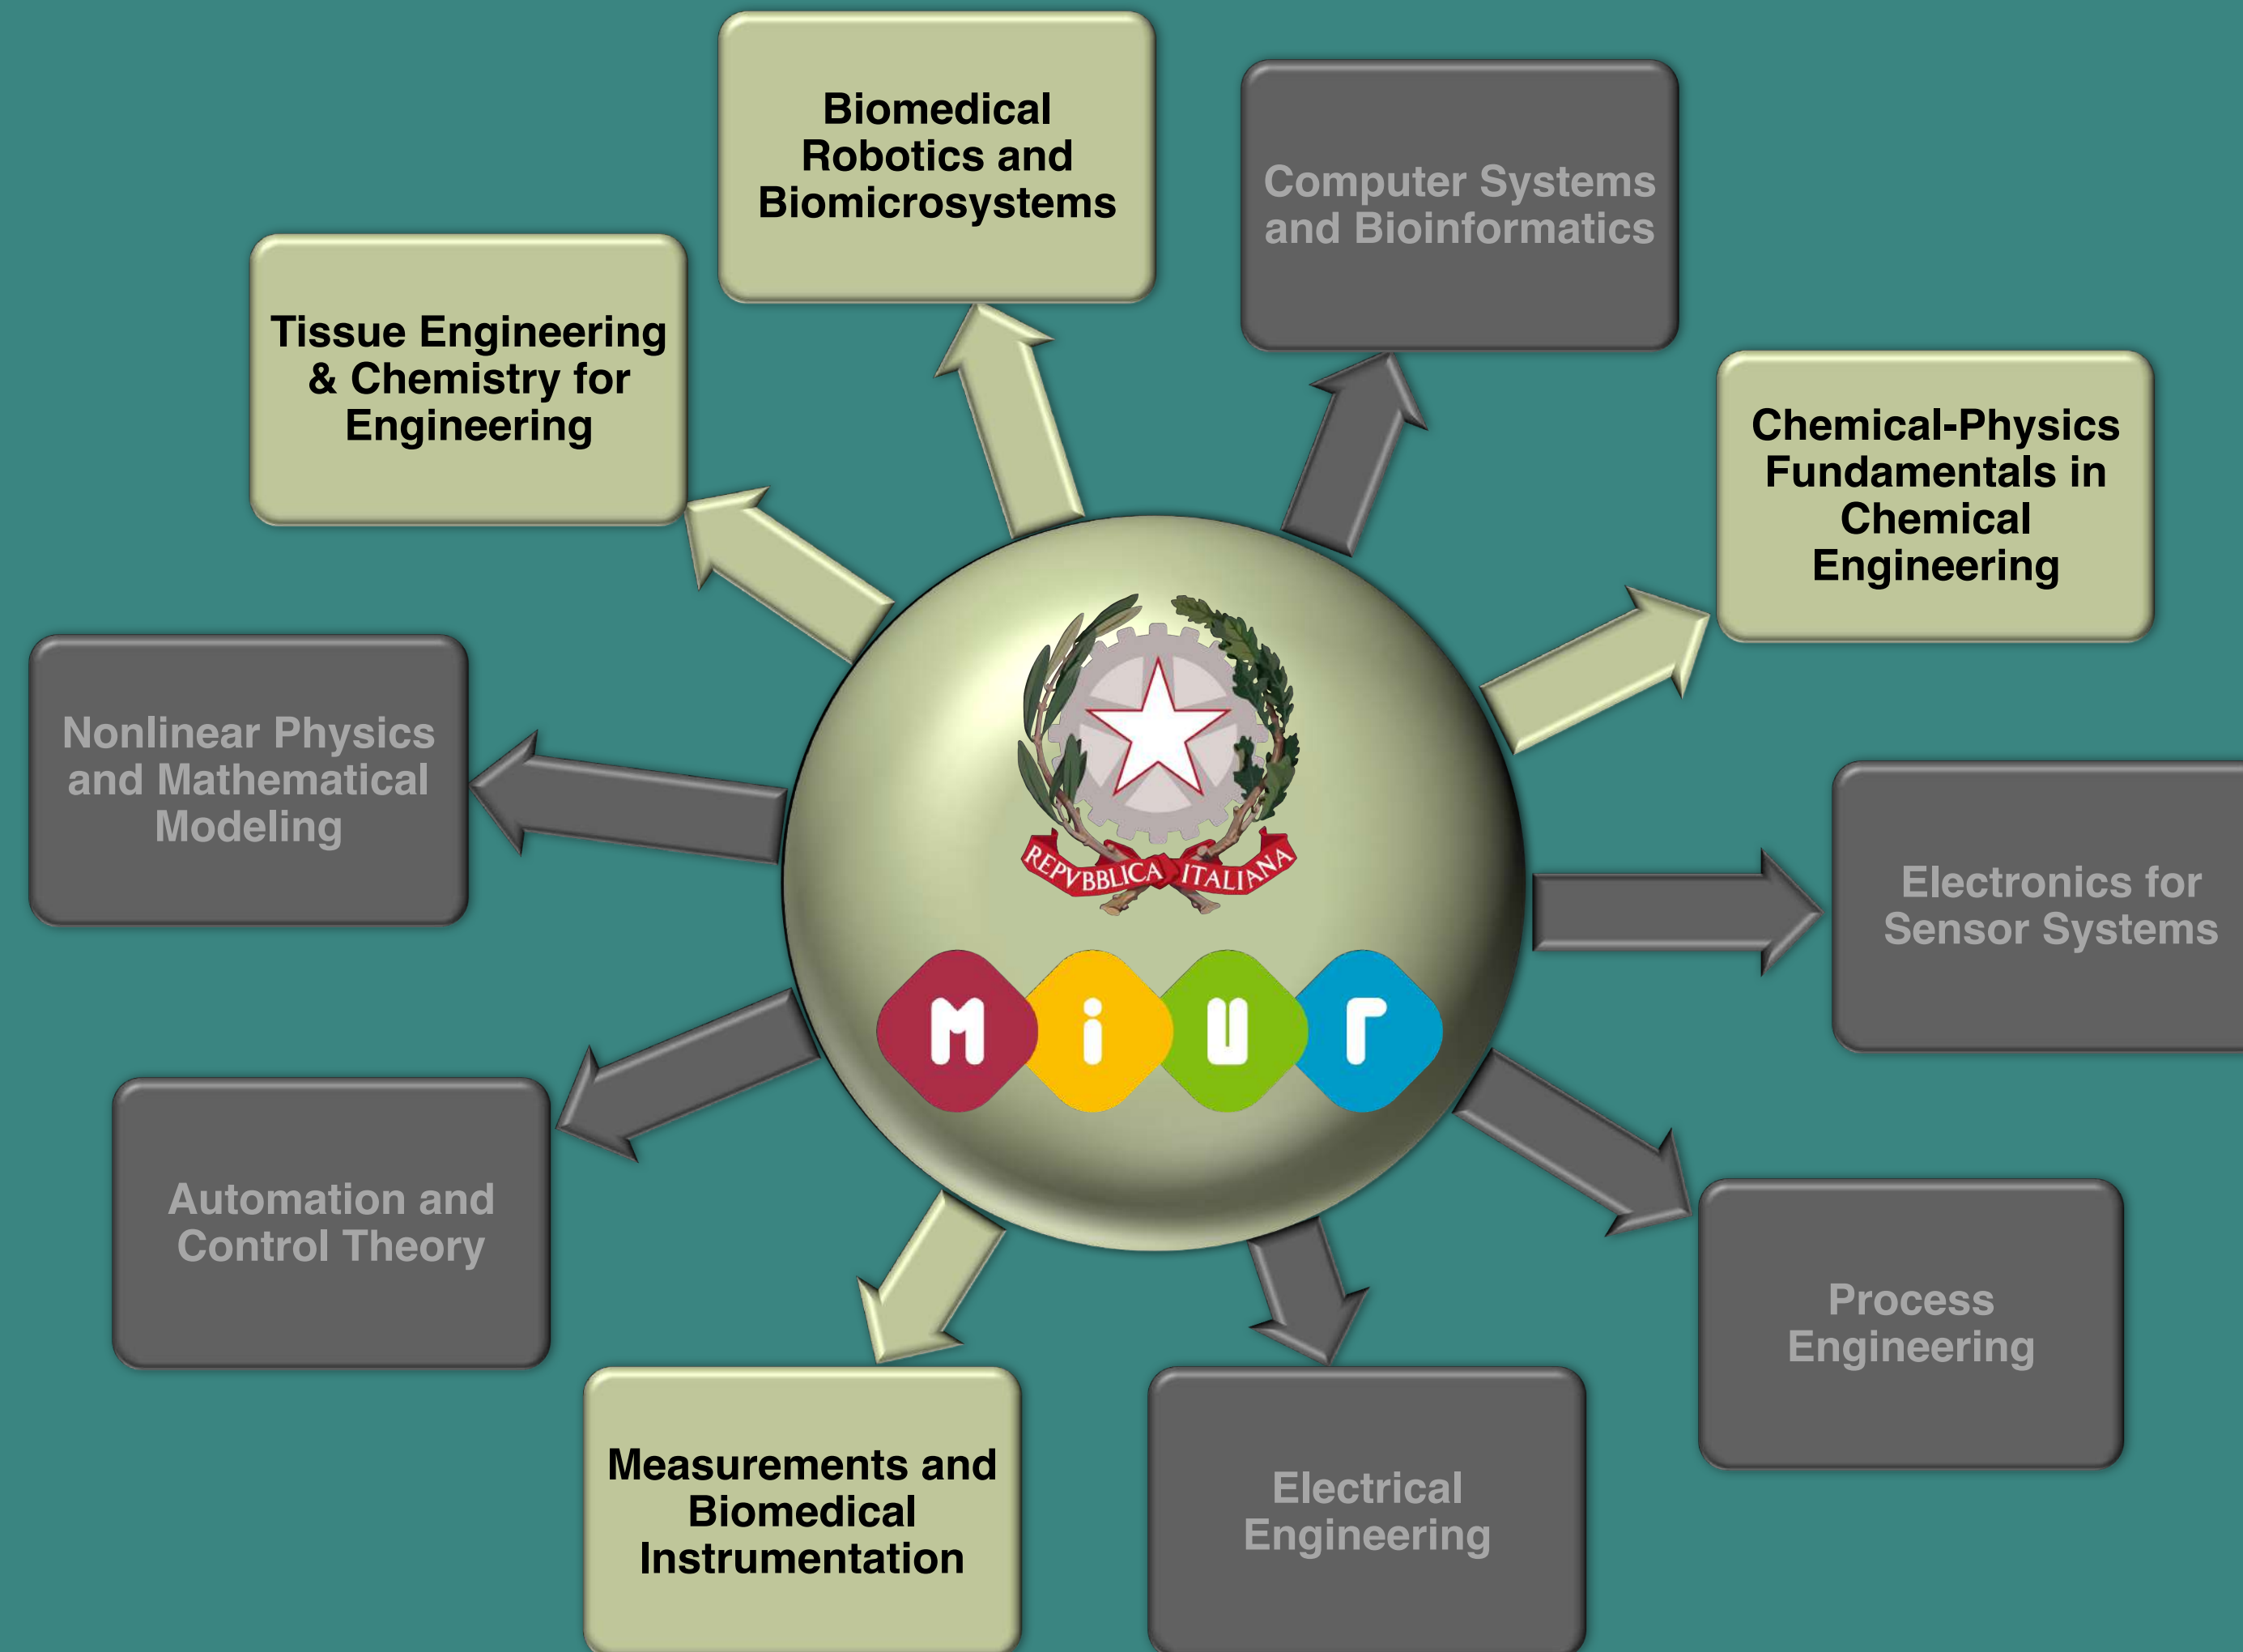 Biomedical
Robotics and
Biomicrosystems
Computer Systems
and Bioinformatics
Tissue Engineering
& Chemistry for
Engineering
Chemical-Physics
Fundamentals in
Chemical
Engineering
Nonlinear Physics
and Mathematical
Modeling
REPVBBLICA ITALIANA
Electronics for
Sensor Systems
MiUr
Automation and
Control Theory
Process
Engineering
Measurements and
Biomedical
Instrumentation
Electrical
Engineering